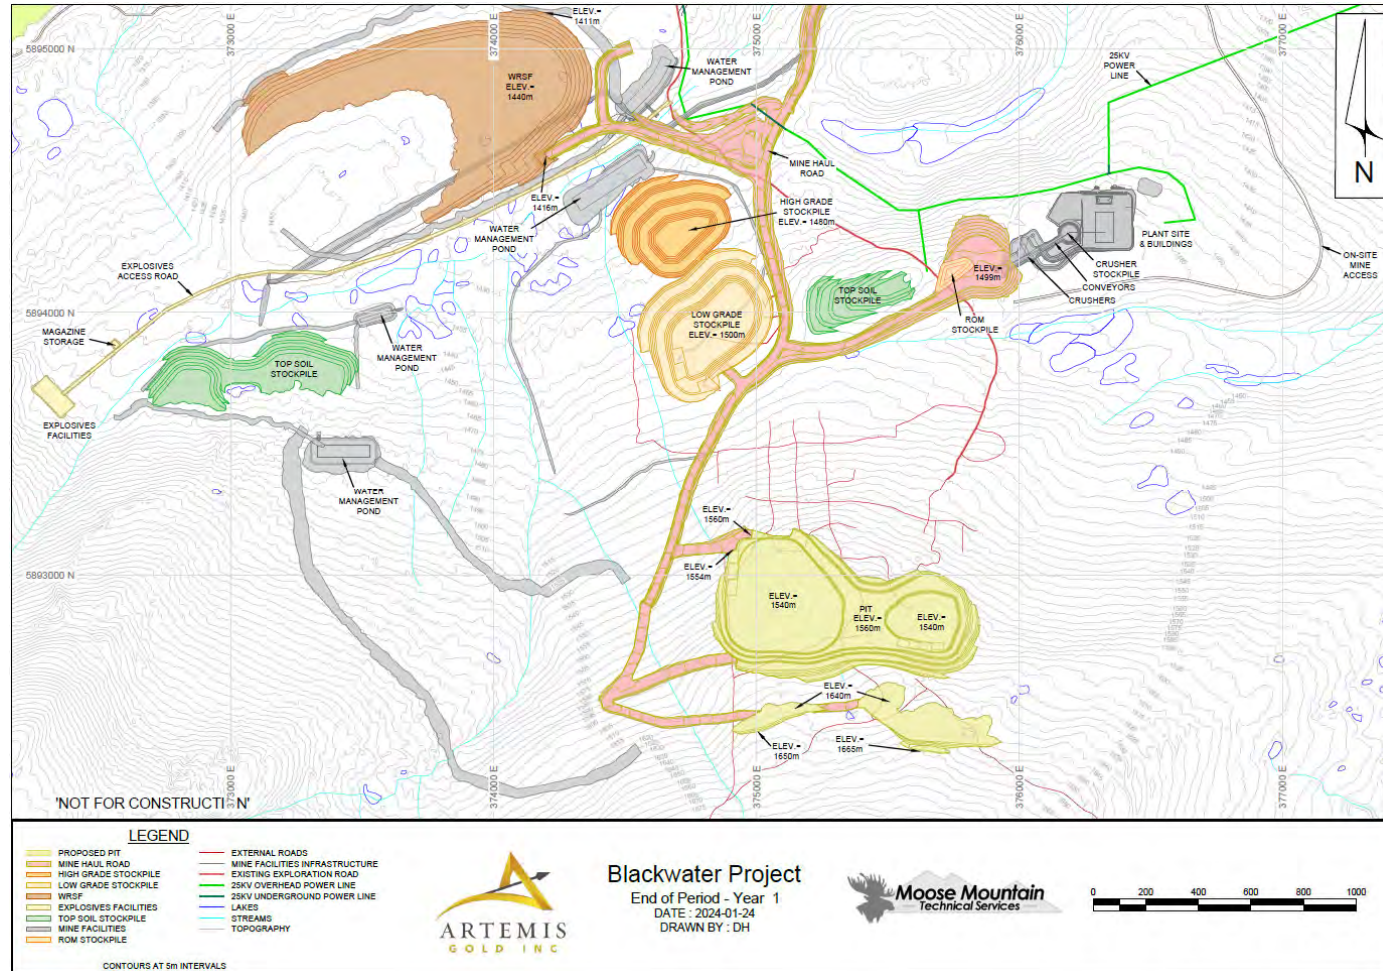 ELEV.=
1411m
5895000 N
373000 E
374000 E
375000 E
376000 E
377000 E
WRSF
ELEV.=
1440m
WATER
MANAGEMENT
POND
25KV
POWER
LINE
N
MINE HAUL
ROAD
ELEV.=
1416m
HIGH GRADE
STOCKPILE
ELEV.= 1480m
WATER
MANAGEMENT
POND
PLANT SITE
& BUILDINGS
ON-SITE
MINE
ACCESS
EXPLOSIVES
ACCESS ROAD
CRUSHER
STOCKPILE
CONVEYORS
CRUSHERS
ELEV.=
1499m
TOP SOIL
STOCKPILE
ROM
STOCKPILE
5894000 N
LOW GRADE
STOCKPILE
ELEV.= 1500m
MAGAZINE
STORAGE
WATER
MANAGEMENT
POND
TOP SOIL
STOCKPILE
EXPLOSIVES
FACILITIES
WATER
MANAGEMENT
POND
ELEV.=
1560m
ELEV.=
1554m
5893000 N
ELEV.=
1540m
PIT
ELEV.=
1560m
ELEV.=
1540m
ELEV.=
1640m
ELEV.=
1650m
ELEV.=
1665m
373000 E
374000 E
375000 E
376000 E
377000 E
'NOT FOR CONSTRUCTI N'
LEGEND
PROPOSED PIT
MINE HAUL ROAD
HIGH GRADE STOCKPILE
LOW GRADE STOCKPILE
WRSF
EXPLOSIVES FACILITIES
TOP SOIL STOCKPILE
MINE FACILITIES
ROM STOCKPILE
EXTERNAL ROADS
MINE FACILITIES INFRASTRUCTURE
EXISTING EXPLORATION ROAD
25KV OVERHEAD POWER LINE
25KV UNDERGROUND POWER LINE
LAKES
STREAMS
TOPOGRAPHY
CONTOURS AT 5m INTERVALS
ARTEMIS
GOLD INC
Blackwater Project
End of Period - Year 1
DATE : 2024-01-24
DRAWN BY : DH
Moose Mountain
Technical Services
0 200 400 600 800 1000